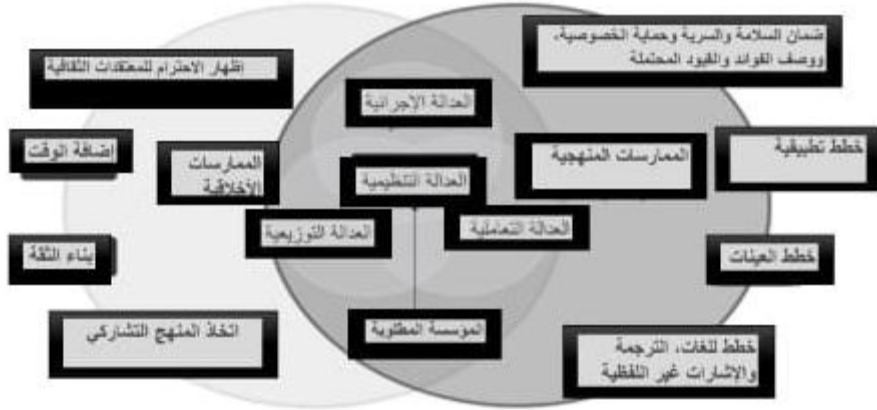 ضمان السلامة والسرية وحماية الخصوصية،
ووصف الفوائد والقيود المحتملة
إظهار الاحترام للمعتقدات الثقافية
العدالة الإجرائية
إضافة الوقت
الممارسات
الأخلاقية
العدالة التنظيمية
الممارسات المنهجية
خطط تطبيقية
العدالة التوزيعية
العدالة التعاملية
بناء الثقة
خطط العينات
اتخاذ المنهج التشاركي
المؤسسة المطلوبة
خطط للغات، الترجمة
والإشارات غير اللفظية